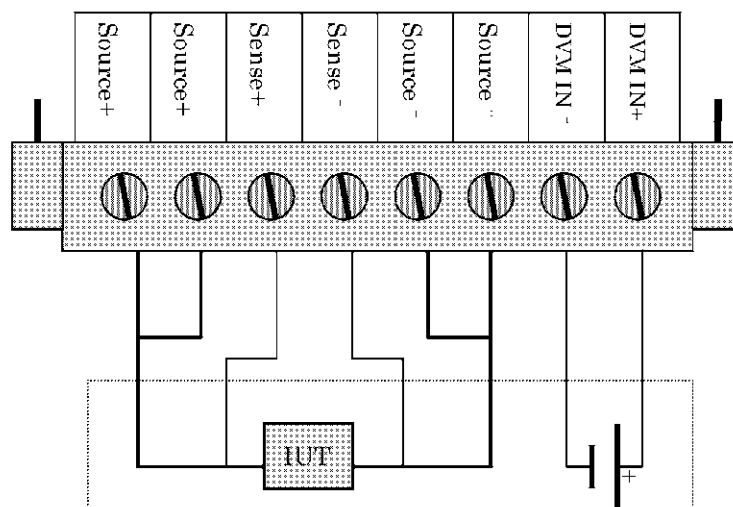 Source+
Source+
Sense+
Sense -
Source -
Source -
DVM IN -
DVM IN+
IUT
+